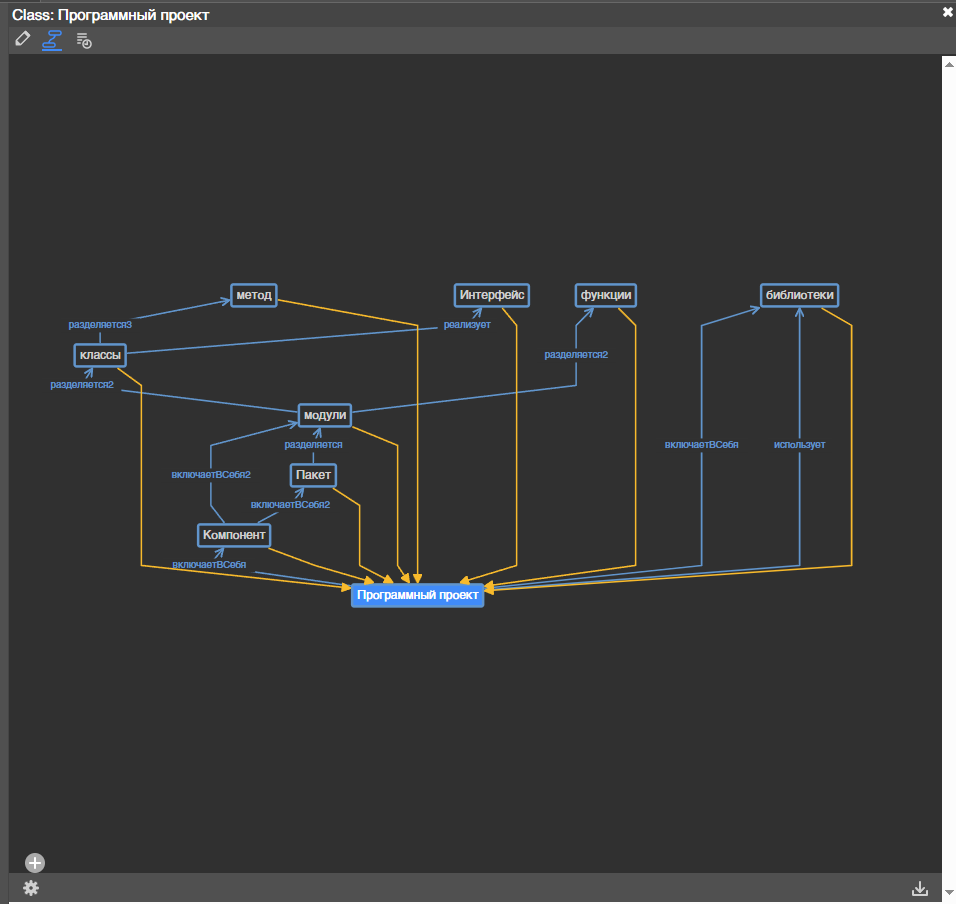 Class: Программный проект
метод
Интерфейс
функции
библиотеки
разделяется3
реализует
классы
разделяется2
разделяется2
модули
разделяется
включаетВСебя
использует
включаетВСебя2
Пакет
включаетВСебя2
Компонент
включаетВСебя
Программный проект